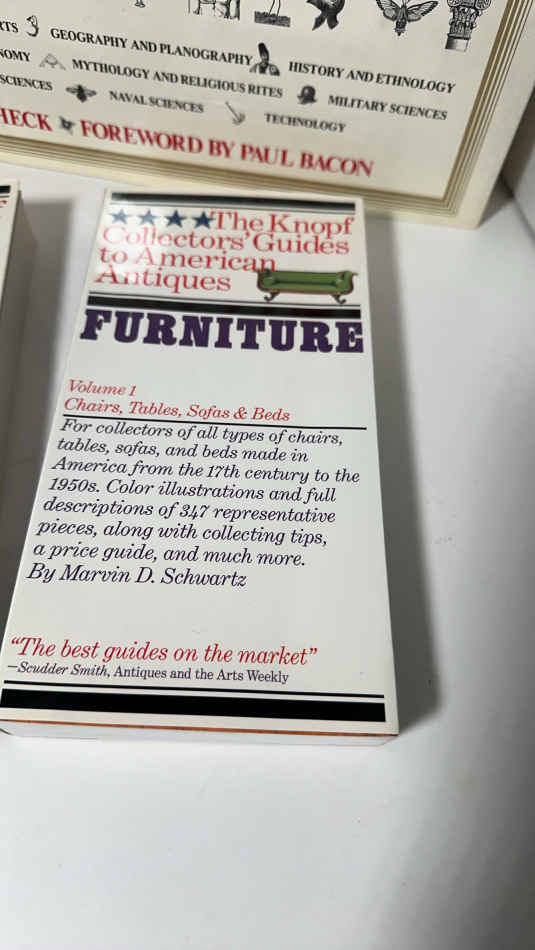 RTS GEOGRAPHY AND PLANOGRAPHY HISTORY AND ETHNOLOGY
NOMY MYTHOLOGY AND RELIGIOUS RITES MILITARY SCIENCES
SCIENCES NAVAL SCIENCES TECHNOLOGY
HECK FOREWORD BY PAUL BACON
The Knopf
Collectors' Guides
to American
Antiques
FURNITURE
Volume 1
Chairs, Tables, Sofas & Beds
For collectors of all types of chairs,
tables, sofas, and beds made in
America from the 17th century to the
1950s. Color illustrations and full
descriptions of 347 representative
pieces, along with collecting tips,
a price guide, and much more.
By Marvin D. Schwartz
“The best guides on the market”
—Scudder Smith, Antiques and the Arts Weekly